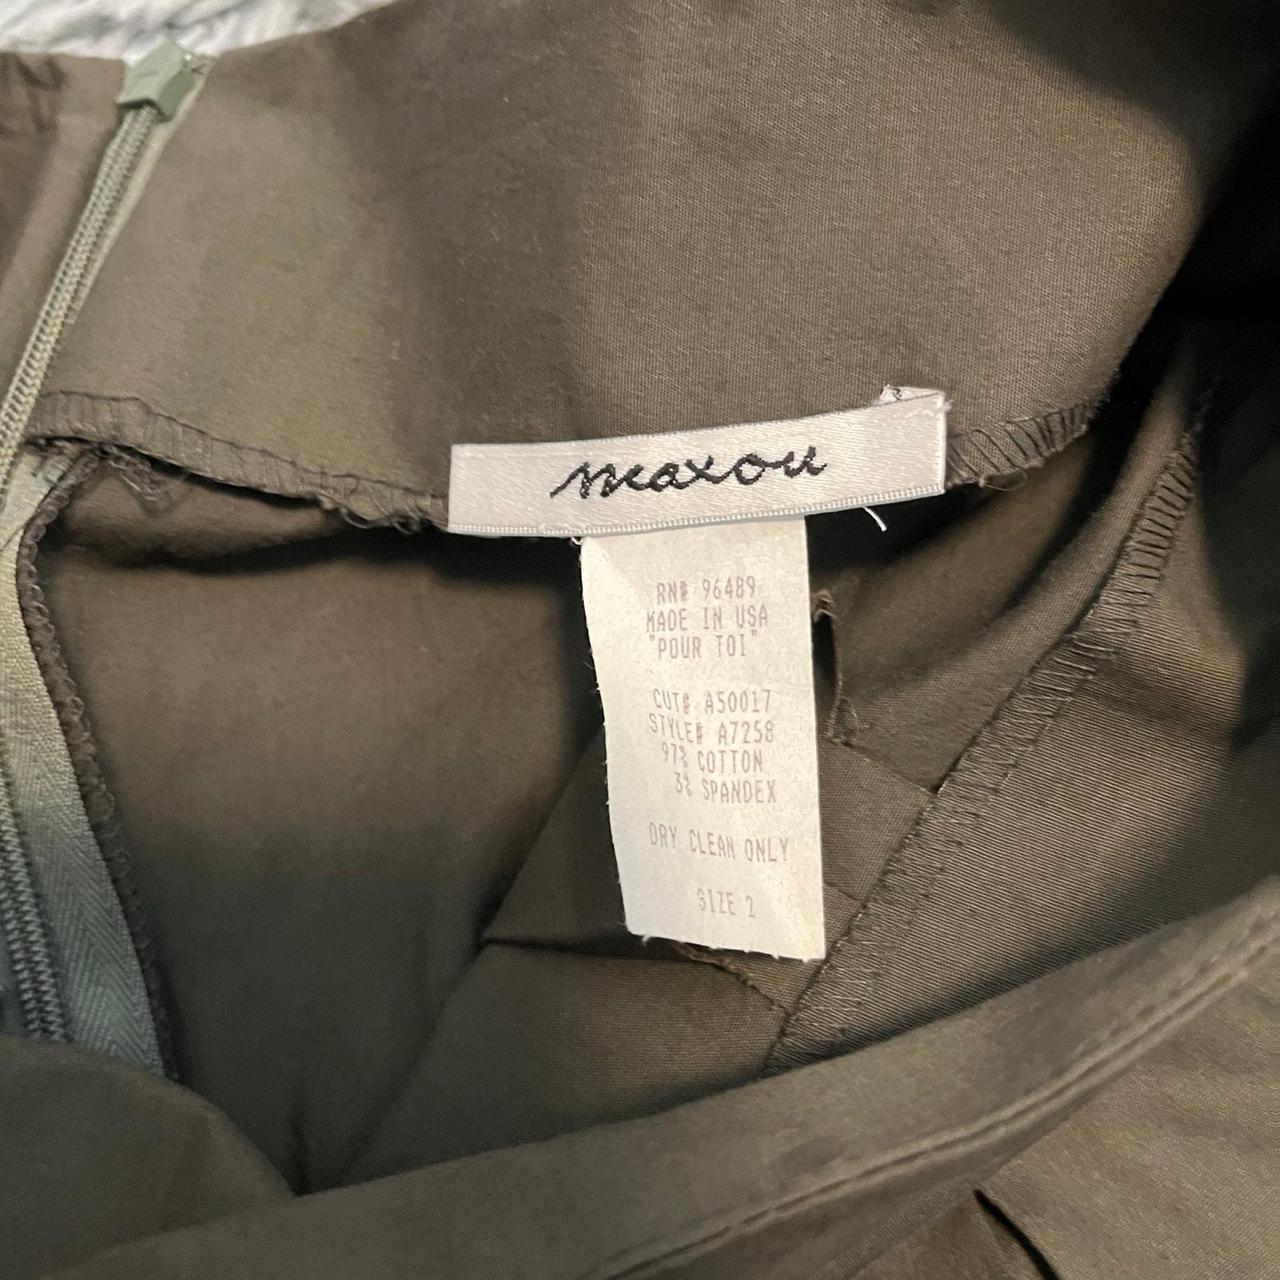 maxou
RN# 96489
MADE IN USA
"POUR TOI"
CUT# A50017
STYLE# A7258
97% COTTON
3% SPANDEX
DRY CLEAN ONLY
SIZE 2